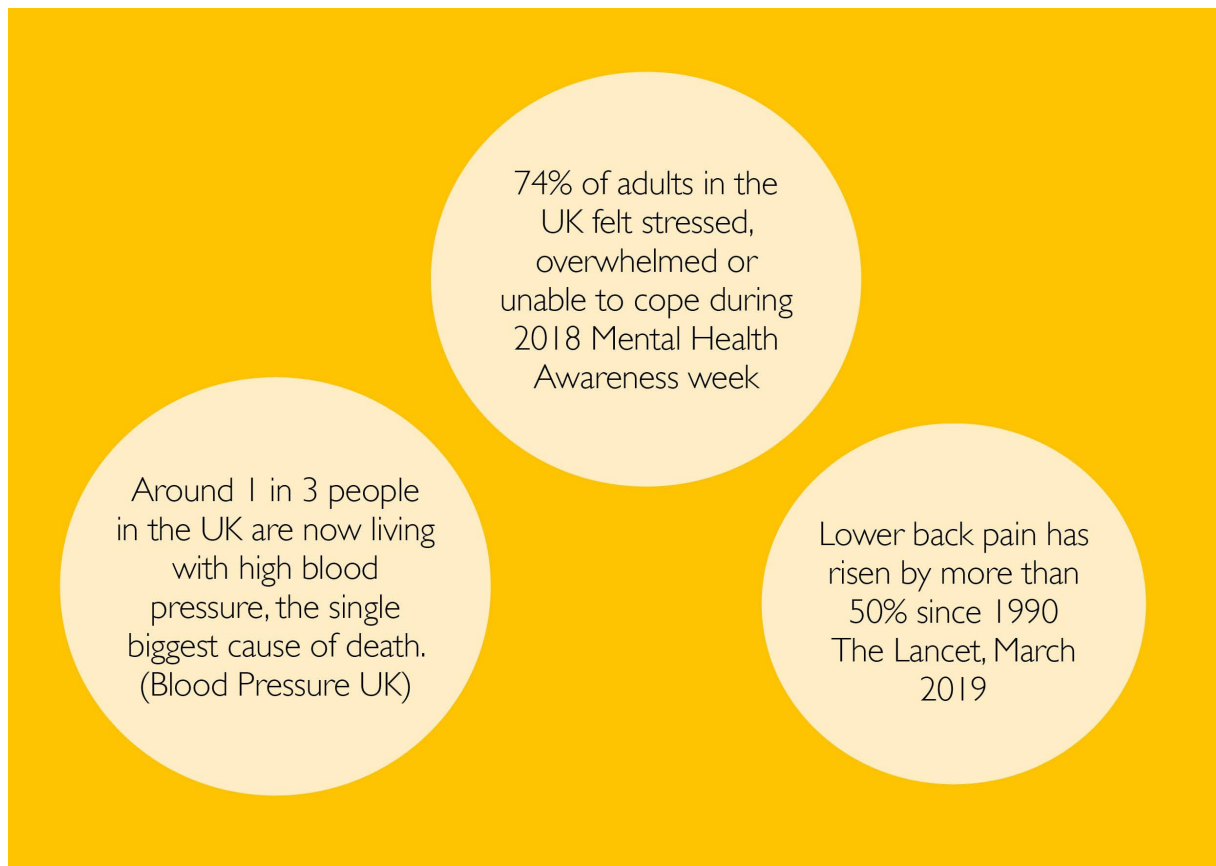 74% of adults in the
UK felt stressed,
overwhelmed or
unable to cope during
2018 Mental Health
Awareness week
Around 1 in 3 people
in the UK are now living
with high blood
pressure, the single
biggest cause of death.
(Blood Pressure UK)
Lower back pain has
risen by more than
50% since 1990
The Lancet, March
2019